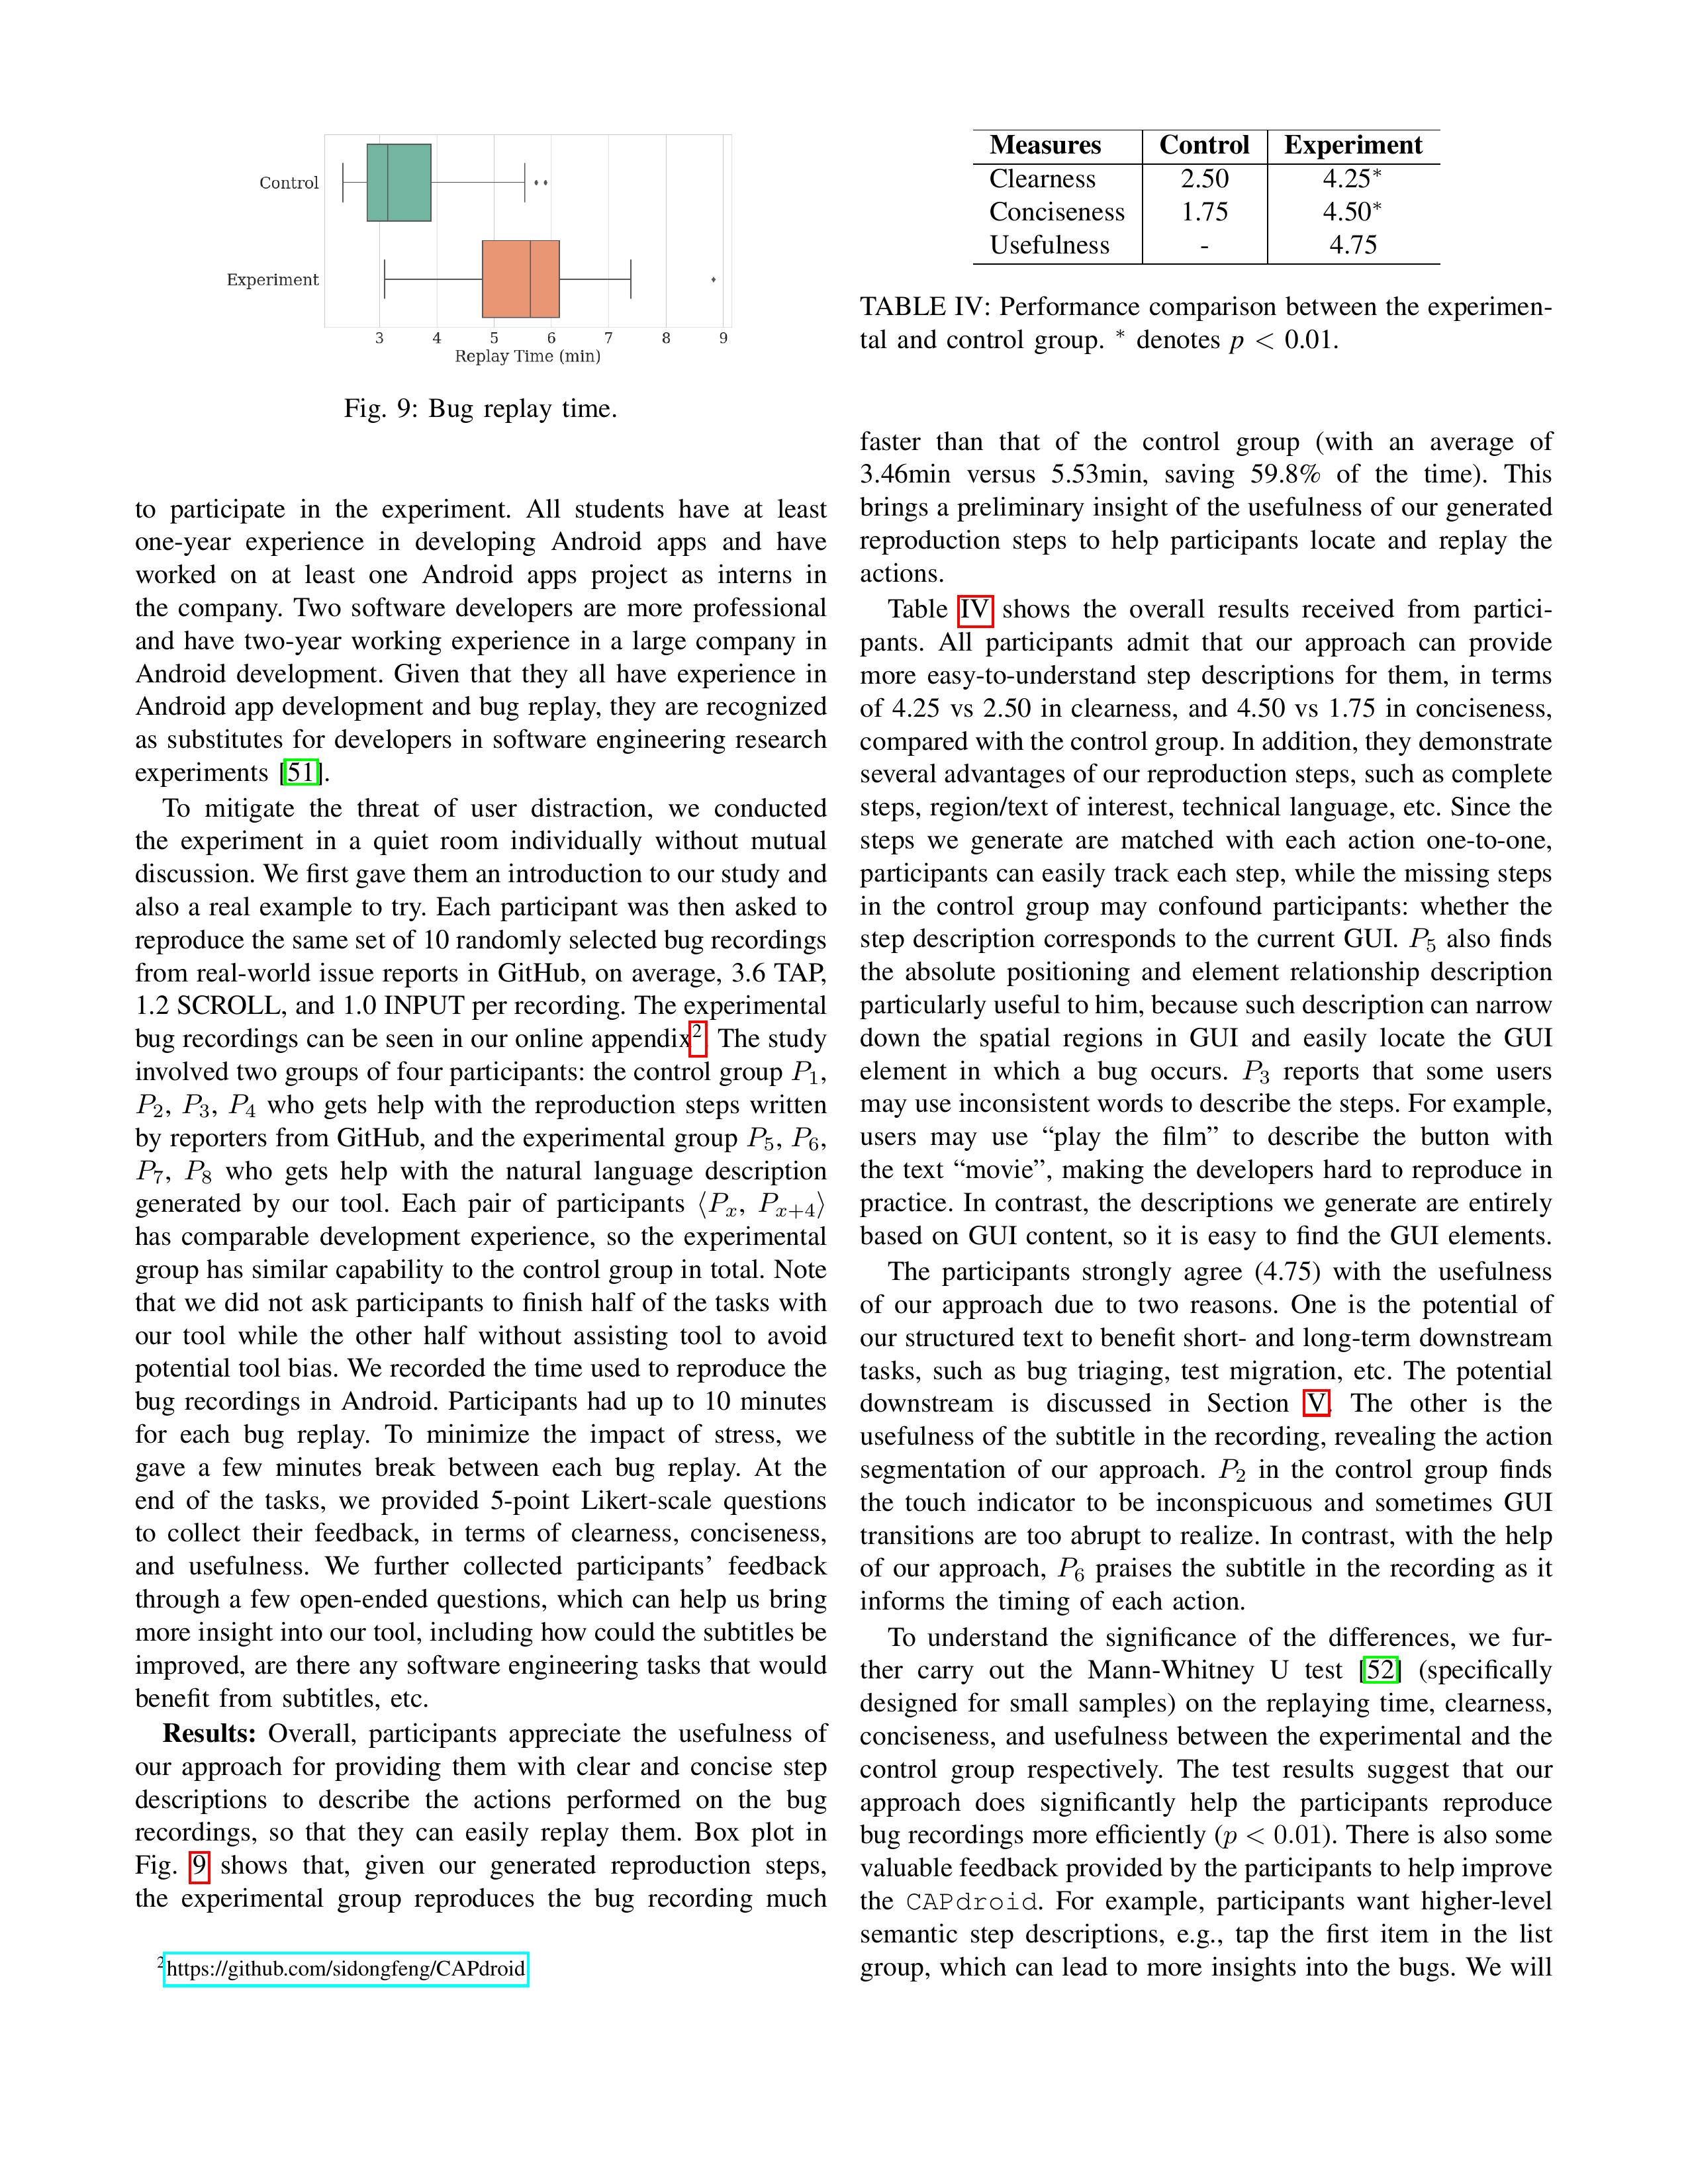 Control
Experiment
3 4 5 6 7 8 9
Replay Time (min)
Fig. 9: Bug replay time.
to participate in the experiment. All students have at least
one-year experience in developing Android apps and have
worked on at least one Android apps project as interns in
the company. Two software developers are more professional
and have two-year working experience in a large company in
Android development. Given that they all have experience in
Android app development and bug replay, they are recognized
as substitutes for developers in software engineering research
experiments [51].
To mitigate the threat of user distraction, we conducted
the experiment in a quiet room individually without mutual
discussion. We first gave them an introduction to our study and
also a real example to try. Each participant was then asked to
reproduce the same set of 10 randomly selected bug recordings
from real-world issue reports in GitHub, on average, 3.6 TAP,
1.2 SCROLL, and 1.0 INPUT per recording. The experimental
bug recordings can be seen in our online appendix2. The study
involved two groups of four participants: the control group P1,
P2, P3, P4 who gets help with the reproduction steps written
by reporters from GitHub, and the experimental group P5, P6,
P7, P8 who gets help with the natural language description
generated by our tool. Each pair of participants ⟨Px, Px+4⟩
has comparable development experience, so the experimental
group has similar capability to the control group in total. Note
that we did not ask participants to finish half of the tasks with
our tool while the other half without assisting tool to avoid
potential tool bias. We recorded the time used to reproduce the
bug recordings in Android. Participants had up to 10 minutes
for each bug replay. To minimize the impact of stress, we
gave a few minutes break between each bug replay. At the
end of the tasks, we provided 5-point Likert-scale questions
to collect their feedback, in terms of clearness, conciseness,
and usefulness. We further collected participants' feedback
through a few open-ended questions, which can help us bring
more insight into our tool, including how could the subtitles be
improved, are there any software engineering tasks that would
benefit from subtitles, etc.
Results: Overall, participants appreciate the usefulness of
our approach for providing them with clear and concise step
descriptions to describe the actions performed on the bug
recordings, so that they can easily replay them. Box plot in
Fig. 9 shows that, given our generated reproduction steps,
the experimental group reproduces the bug recording much
2https://github.com/sidongfeng/CAPdroid
Measures Control Experiment
Clearness 2.50 4.25*
Conciseness 1.75 4.50*
Usefulness - 4.75
TABLE IV: Performance comparison between the experimen-
tal and control group. * denotes p < 0.01.
faster than that of the control group (with an average of
3.46min versus 5.53min, saving 59.8% of the time). This
brings a preliminary insight of the usefulness of our generated
reproduction steps to help participants locate and replay the
actions.
Table IV shows the overall results received from partici-
pants. All participants admit that our approach can provide
more easy-to-understand step descriptions for them, in terms
of 4.25 vs 2.50 in clearness, and 4.50 vs 1.75 in conciseness,
compared with the control group. In addition, they demonstrate
several advantages of our reproduction steps, such as complete
steps, region/text of interest, technical language, etc. Since the
steps we generate are matched with each action one-to-one,
participants can easily track each step, while the missing steps
in the control group may confound participants: whether the
step description corresponds to the current GUI. P5 also finds
the absolute positioning and element relationship description
particularly useful to him, because such description can narrow
down the spatial regions in GUI and easily locate the GUI
element in which a bug occurs. P3 reports that some users
may use inconsistent words to describe the steps. For example,
users may use “play the film” to describe the button with
the text “movie”, making the developers hard to reproduce in
practice. In contrast, the descriptions we generate are entirely
based on GUI content, so it is easy to find the GUI elements.
The participants strongly agree (4.75) with the usefulness
of our approach due to two reasons. One is the potential of
our structured text to benefit short- and long-term downstream
tasks, such as bug triaging, test migration, etc. The potential
downstream is discussed in Section V. The other is the
usefulness of the subtitle in the recording, revealing the action
segmentation of our approach. P2 in the control group finds
the touch indicator to be inconspicuous and sometimes GUI
transitions are too abrupt to realize. In contrast, with the help
of our approach, P6 praises the subtitle in the recording as it
informs the timing of each action.
To understand the significance of the differences, we fur-
ther carry out the Mann-Whitney U test [52] (specifically
designed for small samples) on the replaying time, clearness,
conciseness, and usefulness between the experimental and the
control group respectively. The test results suggest that our
approach does significantly help the participants reproduce
bug recordings more efficiently (p < 0.01). There is also some
valuable feedback provided by the participants to help improve
the CAPdroid. For example, participants want higher-level
semantic step descriptions, e.g., tap the first item in the list
group, which can lead to more insights into the bugs. We will